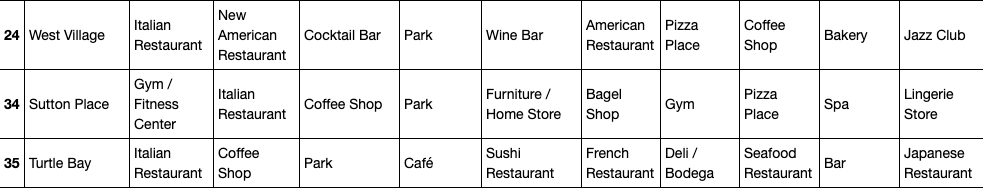 24 West Village Italian Restaurant New American Restaurant Cocktail Bar Park Wine Bar American Restaurant Pizza Place Coffee Shop Bakery Jazz Club
34 Sutton Place Gym / Fitness Center Italian Restaurant Coffee Shop Park Furniture / Home Store Bagel Shop Gym Pizza Place Spa Lingerie Store
35 Turtle Bay Italian Restaurant Coffee Shop Park Café Sushi Restaurant French Restaurant Deli / Bodega Seafood Restaurant Bar Japanese Restaurant